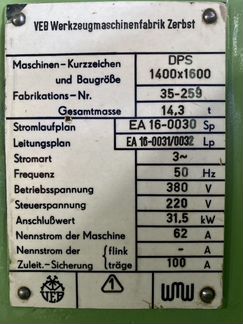 VEB Werkzeugmaschinenfabrik Zerbst
Maschinen-Kurzzeichen DPS
und Baugröße 1400x1600
Fabrikations-Nr. 35-259
Gesamtmasse 14,3 t
Stromlaufplan EA 16-0030 Sp
Leitungsplan EA 16-0031/0032 Lp
Stromart 3~
Frequenz 50 Hz
Betriebsspannung 380 V
Steuerspannung 220 V
Anschlußwert 31,5 kW
Nennstrom der Maschine 62 A
Nennstrom der flink - A
Zuleit.-Sicherung träge 100 A
VEB 1 WMW